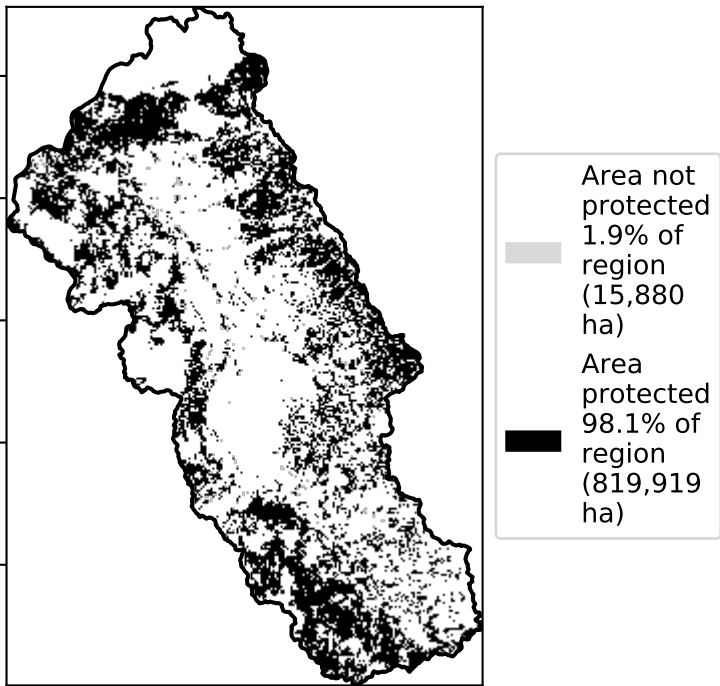 Area not
protected
1.9% of
region
(15,880
ha)
Area
protected
98.1% of
region
(819,919
ha)